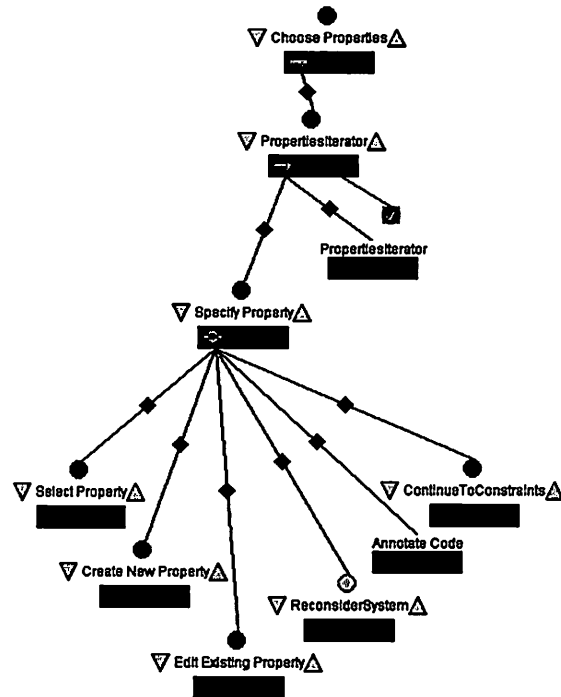 Choose Properties
PropertiesIterator
PropertiesIterator
Specify Property
Select Property
ContinueToConstraints
Annotate Code
Create New Property
ReconsiderSystem
Edit Existing Property